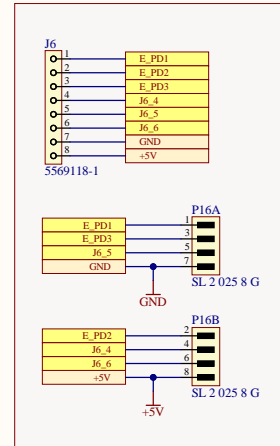 J6
1 E_PD1
2 E_PD2
3 E_PD3
4 J6_4
5 J6_5
6 J6_6
7 GND
8 +5V
5569118-1
P16A
E_PD1 1
E_PD3 3
J6_5 5
GND 7
SL 2 025 8 G
GND
P16B
E_PD2 2
J6_4 4
J6_6 6
+5V 8
SL 2 025 8 G
+5V